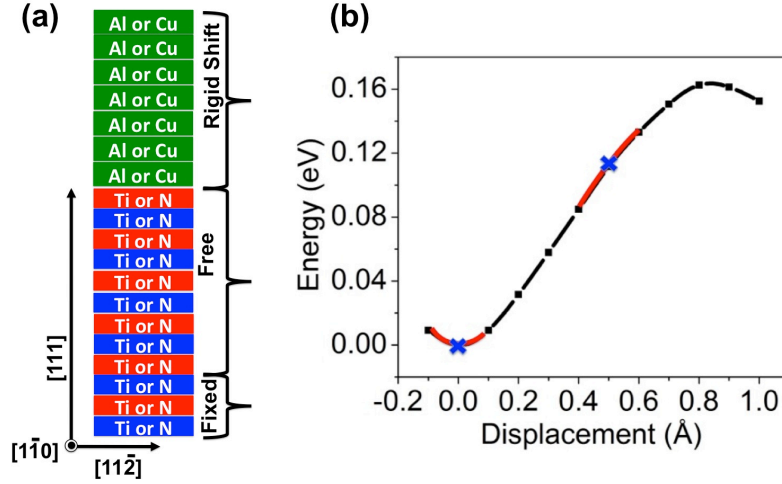 (a)
Al or Cu
Al or Cu
Al or Cu
Al or Cu
Al or Cu
Al or Cu
Al or Cu
Rigid Shift
Ti or N
Ti or N
Ti or N
Ti or N
Ti or N
Ti or N
Ti or N
Ti or N
Ti or N
Free
Ti or N
Ti or N
Ti or N
Fixed
[111]
[11̄0]
[112̄]
(b)
Energy (eV)
0.16
0.12
0.08
0.04
0.00
-0.2 0.0 0.2 0.4 0.6 0.8 1.0
Displacement (Å)